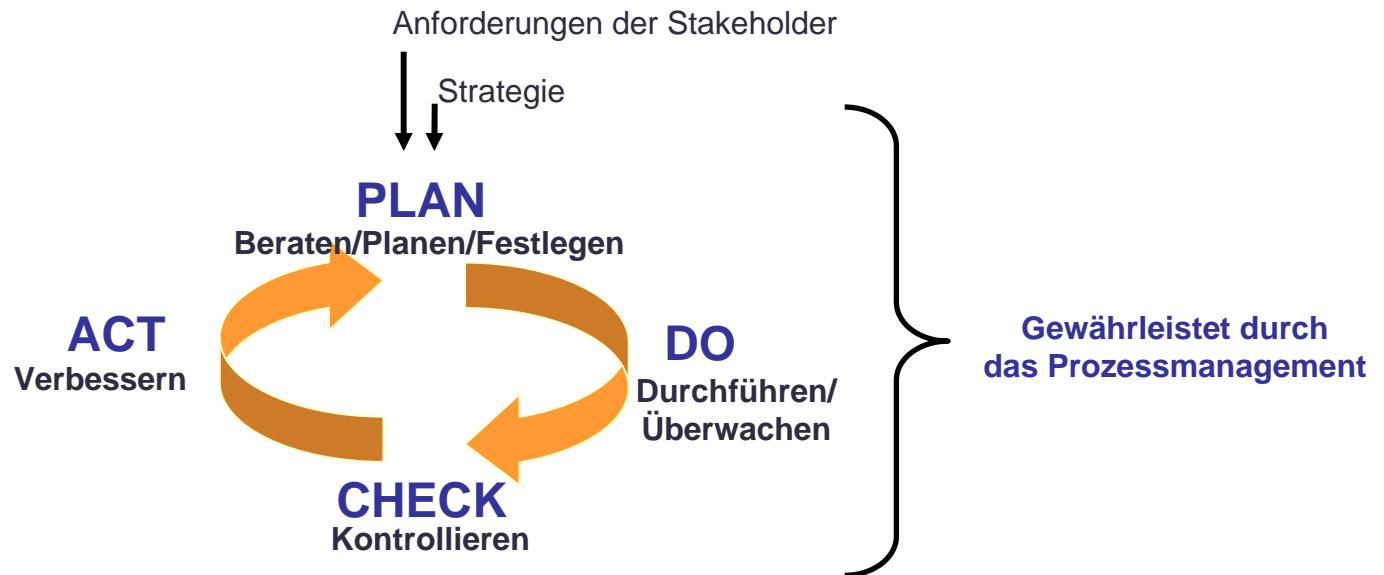 Anforderungen der Stakeholder
Strategie
PLAN
Beraten/Planen/Festlegen
ACT
Verbessern
DO
Durchführen/
Überwachen
CHECK
Kontrollieren
Gewährleistet durch
das Prozessmanagement